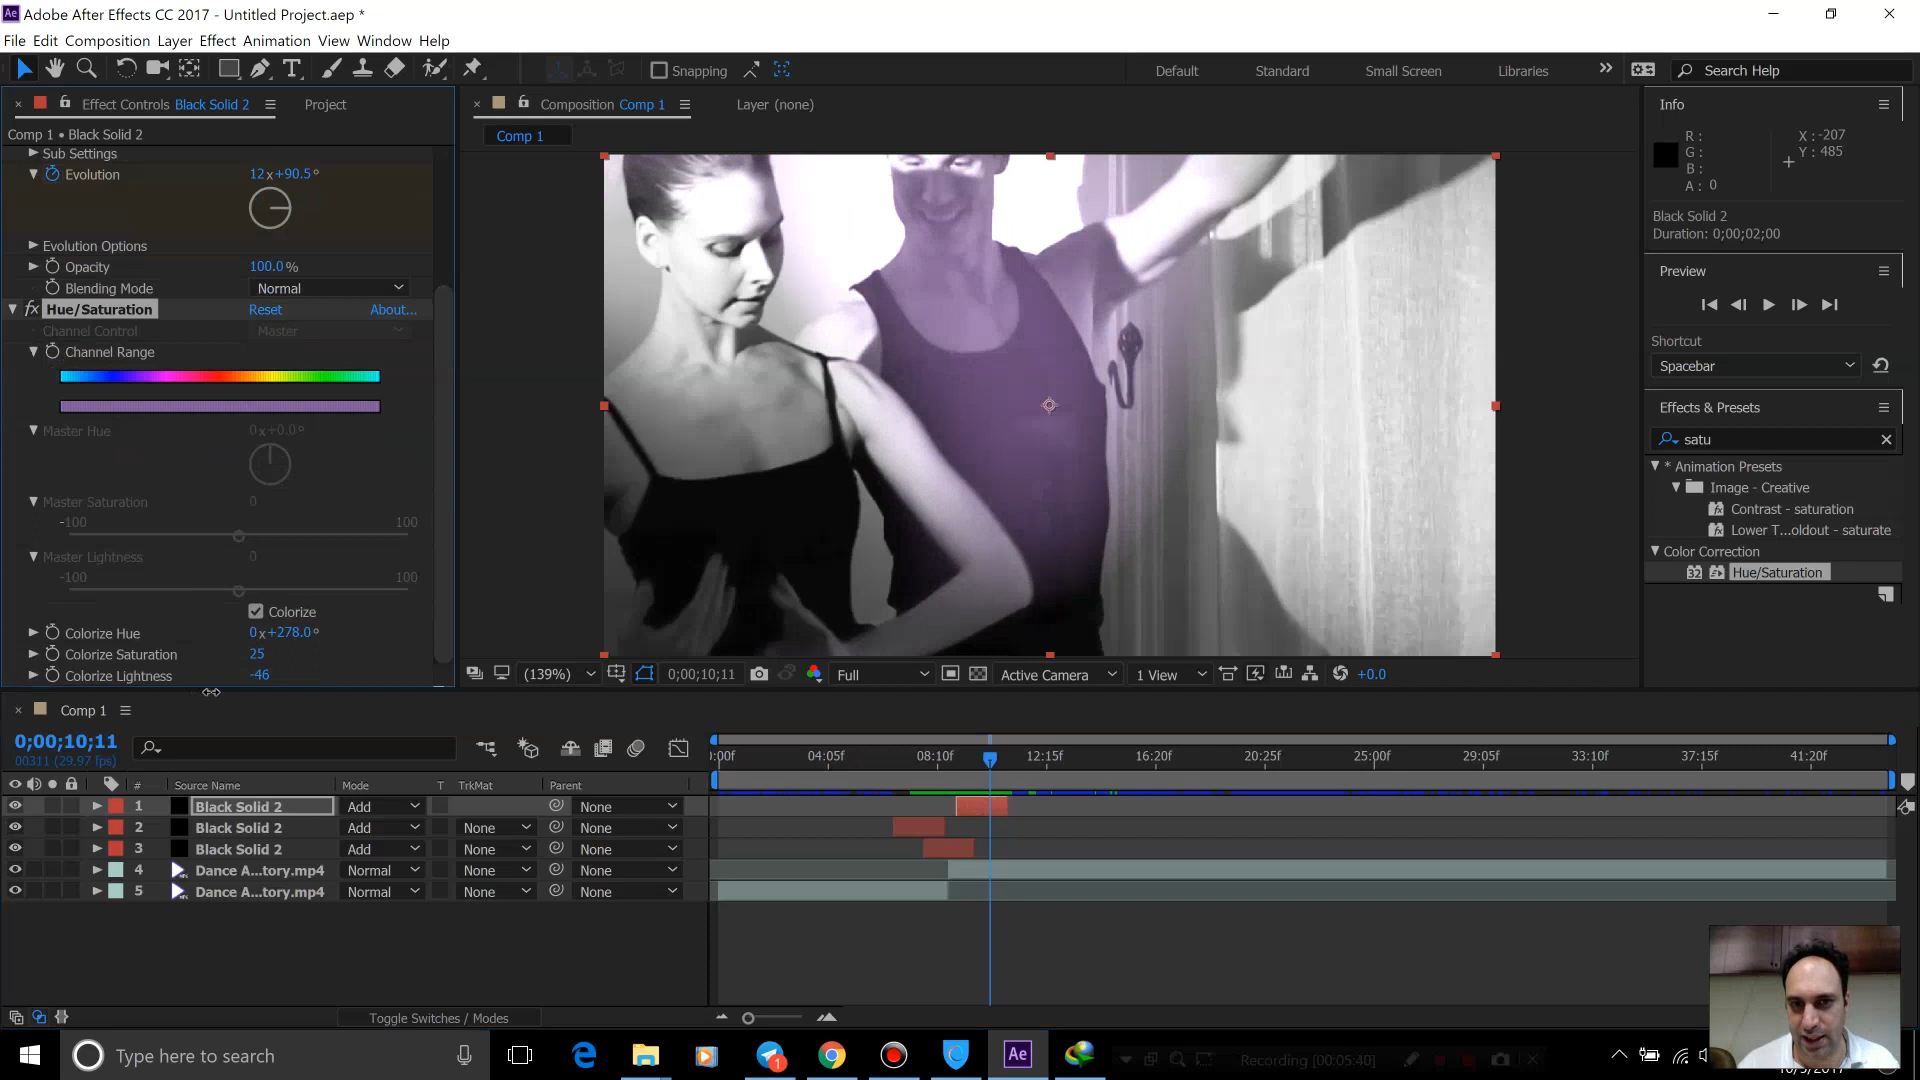 Ae Adobe After Effects CC 2017 - Untitled Project.aep *
File Edit Composition Layer Effect Animation View Window Help
Snapping Default Standard Small Screen Libraries Search Help
Effect Controls Black Solid 2 Project
Comp 1 • Black Solid 2
Sub Settings
Evolution 12x+90.5°
Evolution Options
Opacity 100.0%
Blending Mode Normal
fx Hue/Saturation Reset About...
Channel Control Master
Channel Range
Master Hue 0x+0.0°
Master Saturation 0
-100 100
Master Lightness 0
-100 100
Colorize
Colorize Hue 0x+278.0°
Colorize Saturation 25
Colorize Lightness -46
Composition Comp 1 Layer (none)
Comp 1
(139%) 0;00;10;11 Full Active Camera 1 View +0.0
Info
R : X : -207
G : Y : 485
B :
A : 0
Black Solid 2
Duration: 0;00;02;00
Preview
Shortcut
Spacebar
Effects & Presets
satu
* Animation Presets
Image - Creative
Contrast - saturation
Lower T...oldout - saturate
Color Correction
32 Hue/Saturation
Comp 1
0;00;10;11
00311 (29.97 fps)
:00f 04:05f 08:10f 12:15f 16:20f 20:25f 25:00f 29:05f 33:10f 37:15f 41:20f
# Source Name Mode T TrkMat Parent
1 Black Solid 2 Add None
2 Black Solid 2 Add None None
3 Black Solid 2 Add None None
4 Dance A...tory.mp4 Normal None None
5 Dance A...tory.mp4 Normal None None
Toggle Switches / Modes
Type here to search 1 Ae Recording [00:05:40]